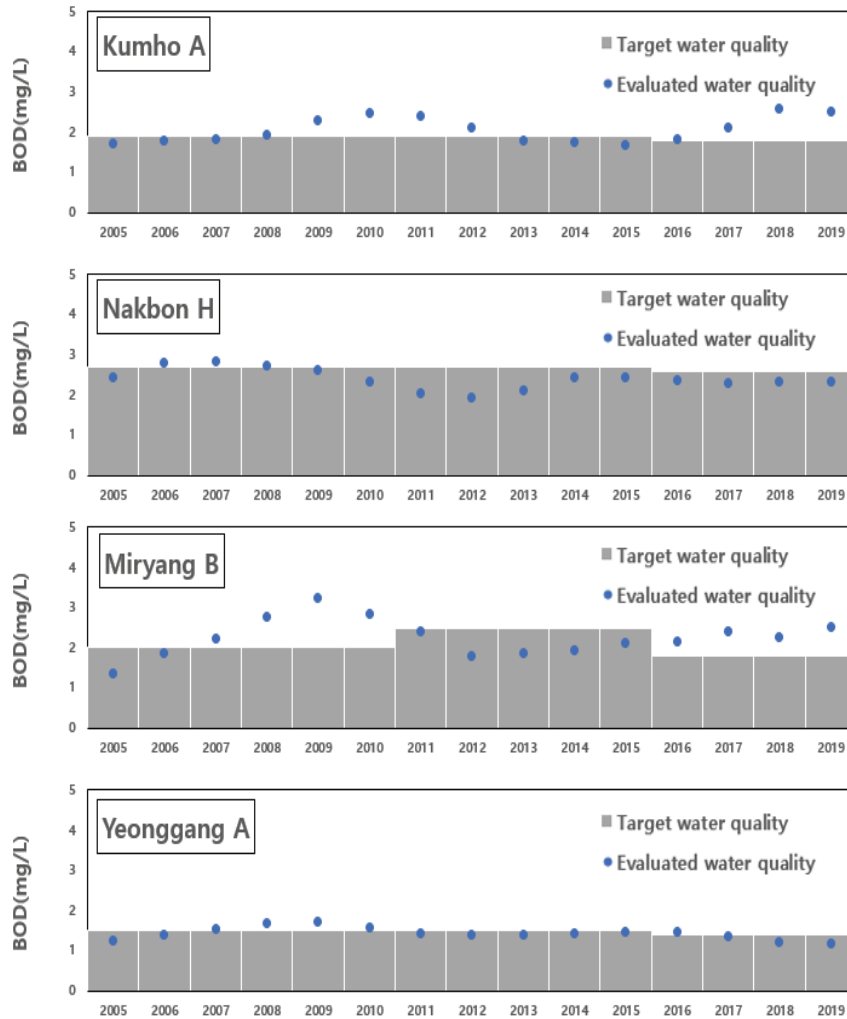 5
Kumho A
Target water quality
4
Evaluated water quality
3
BOD(mg/L)
2
1
0
2005 2006 2007 2008 2009 2010 2011 2012 2013 2014 2015 2016 2017 2018 2019
5
Nakbon H
Target water quality
4
Evaluated water quality
3
BOD(mg/L)
2
1
0
2005 2006 2007 2008 2009 2010 2011 2012 2013 2014 2015 2016 2017 2018 2019
5
Miryang B
Target water quality
4
Evaluated water quality
3
BOD(mg/L)
2
1
0
2005 2006 2007 2008 2009 2010 2011 2012 2013 2014 2015 2016 2017 2018 2019
5
Yeonggang A
Target water quality
4
Evaluated water quality
3
BOD(mg/L)
2
1
0
2005 2006 2007 2008 2009 2010 2011 2012 2013 2014 2015 2016 2017 2018 2019